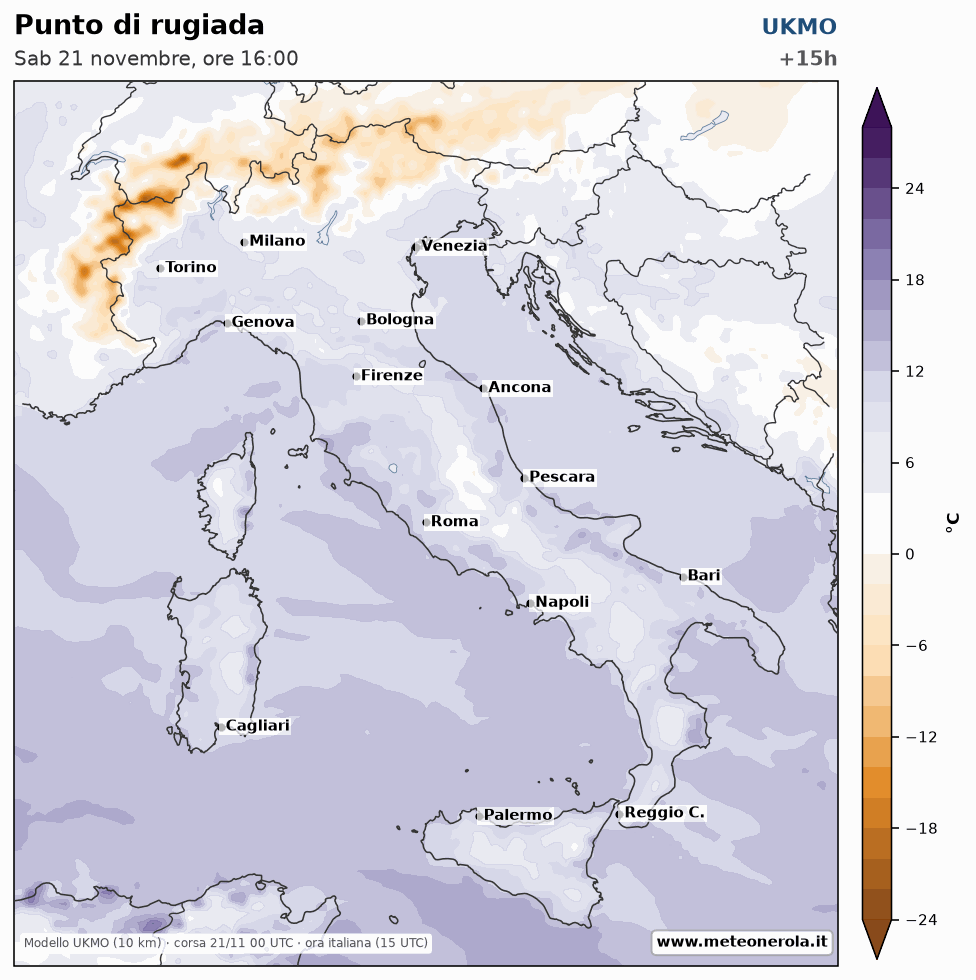 Punto di rugiada
UKMO
Sab 21 novembre, ore 16:00
+15h
Milano
Venezia
Torino
Genova
Bologna
Firenze
Ancona
Pescara
Roma
Bari
Napoli
Cagliari
Palermo
Reggio C.
24
18
12
6
0
−6
−12
−18
−24
°C
Modello UKMO (10 km) · corsa 21/11 00 UTC · ora italiana (15 UTC)
www.meteonerola.it